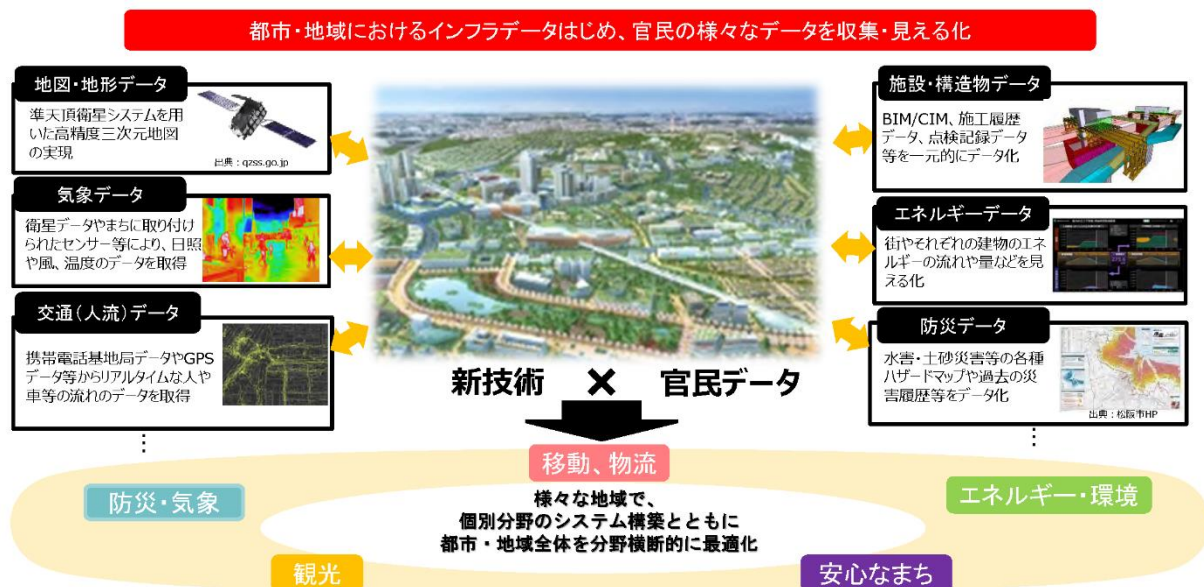 都市・地域におけるインフラデータはじめ、官民の様々なデータを収集・見える化
地図・地形データ
準天頂衛星システムを用
いた高精度三次元地図
の実現
出典：qzss.go.jp
気象データ
衛星データやまちに取り付け
られたセンサー等により、日照
や風、温度のデータを取得
交通（人流）データ
携帯電話基地局データやGPS
データ等からリアルタイムな人や
車等の流れのデータを取得
⋮
施設・構造物データ
BIM/CIM、施工履歴
データ、点検記録データ
等を一元的にデータ化
エネルギーデータ
街やそれぞれの建物のエネ
ルギーの流れや量などを見
える化
防災データ
水害・土砂災害等の各種
ハザードマップや過去の災
害履歴等をデータ化
出典：松阪市HP
⋮
新技術 × 官民データ
移動、物流
防災・気象
エネルギー・環境
様々な地域で、
個別分野のシステム構築とともに
都市・地域全体を分野横断的に最適化
観光
安心なまち